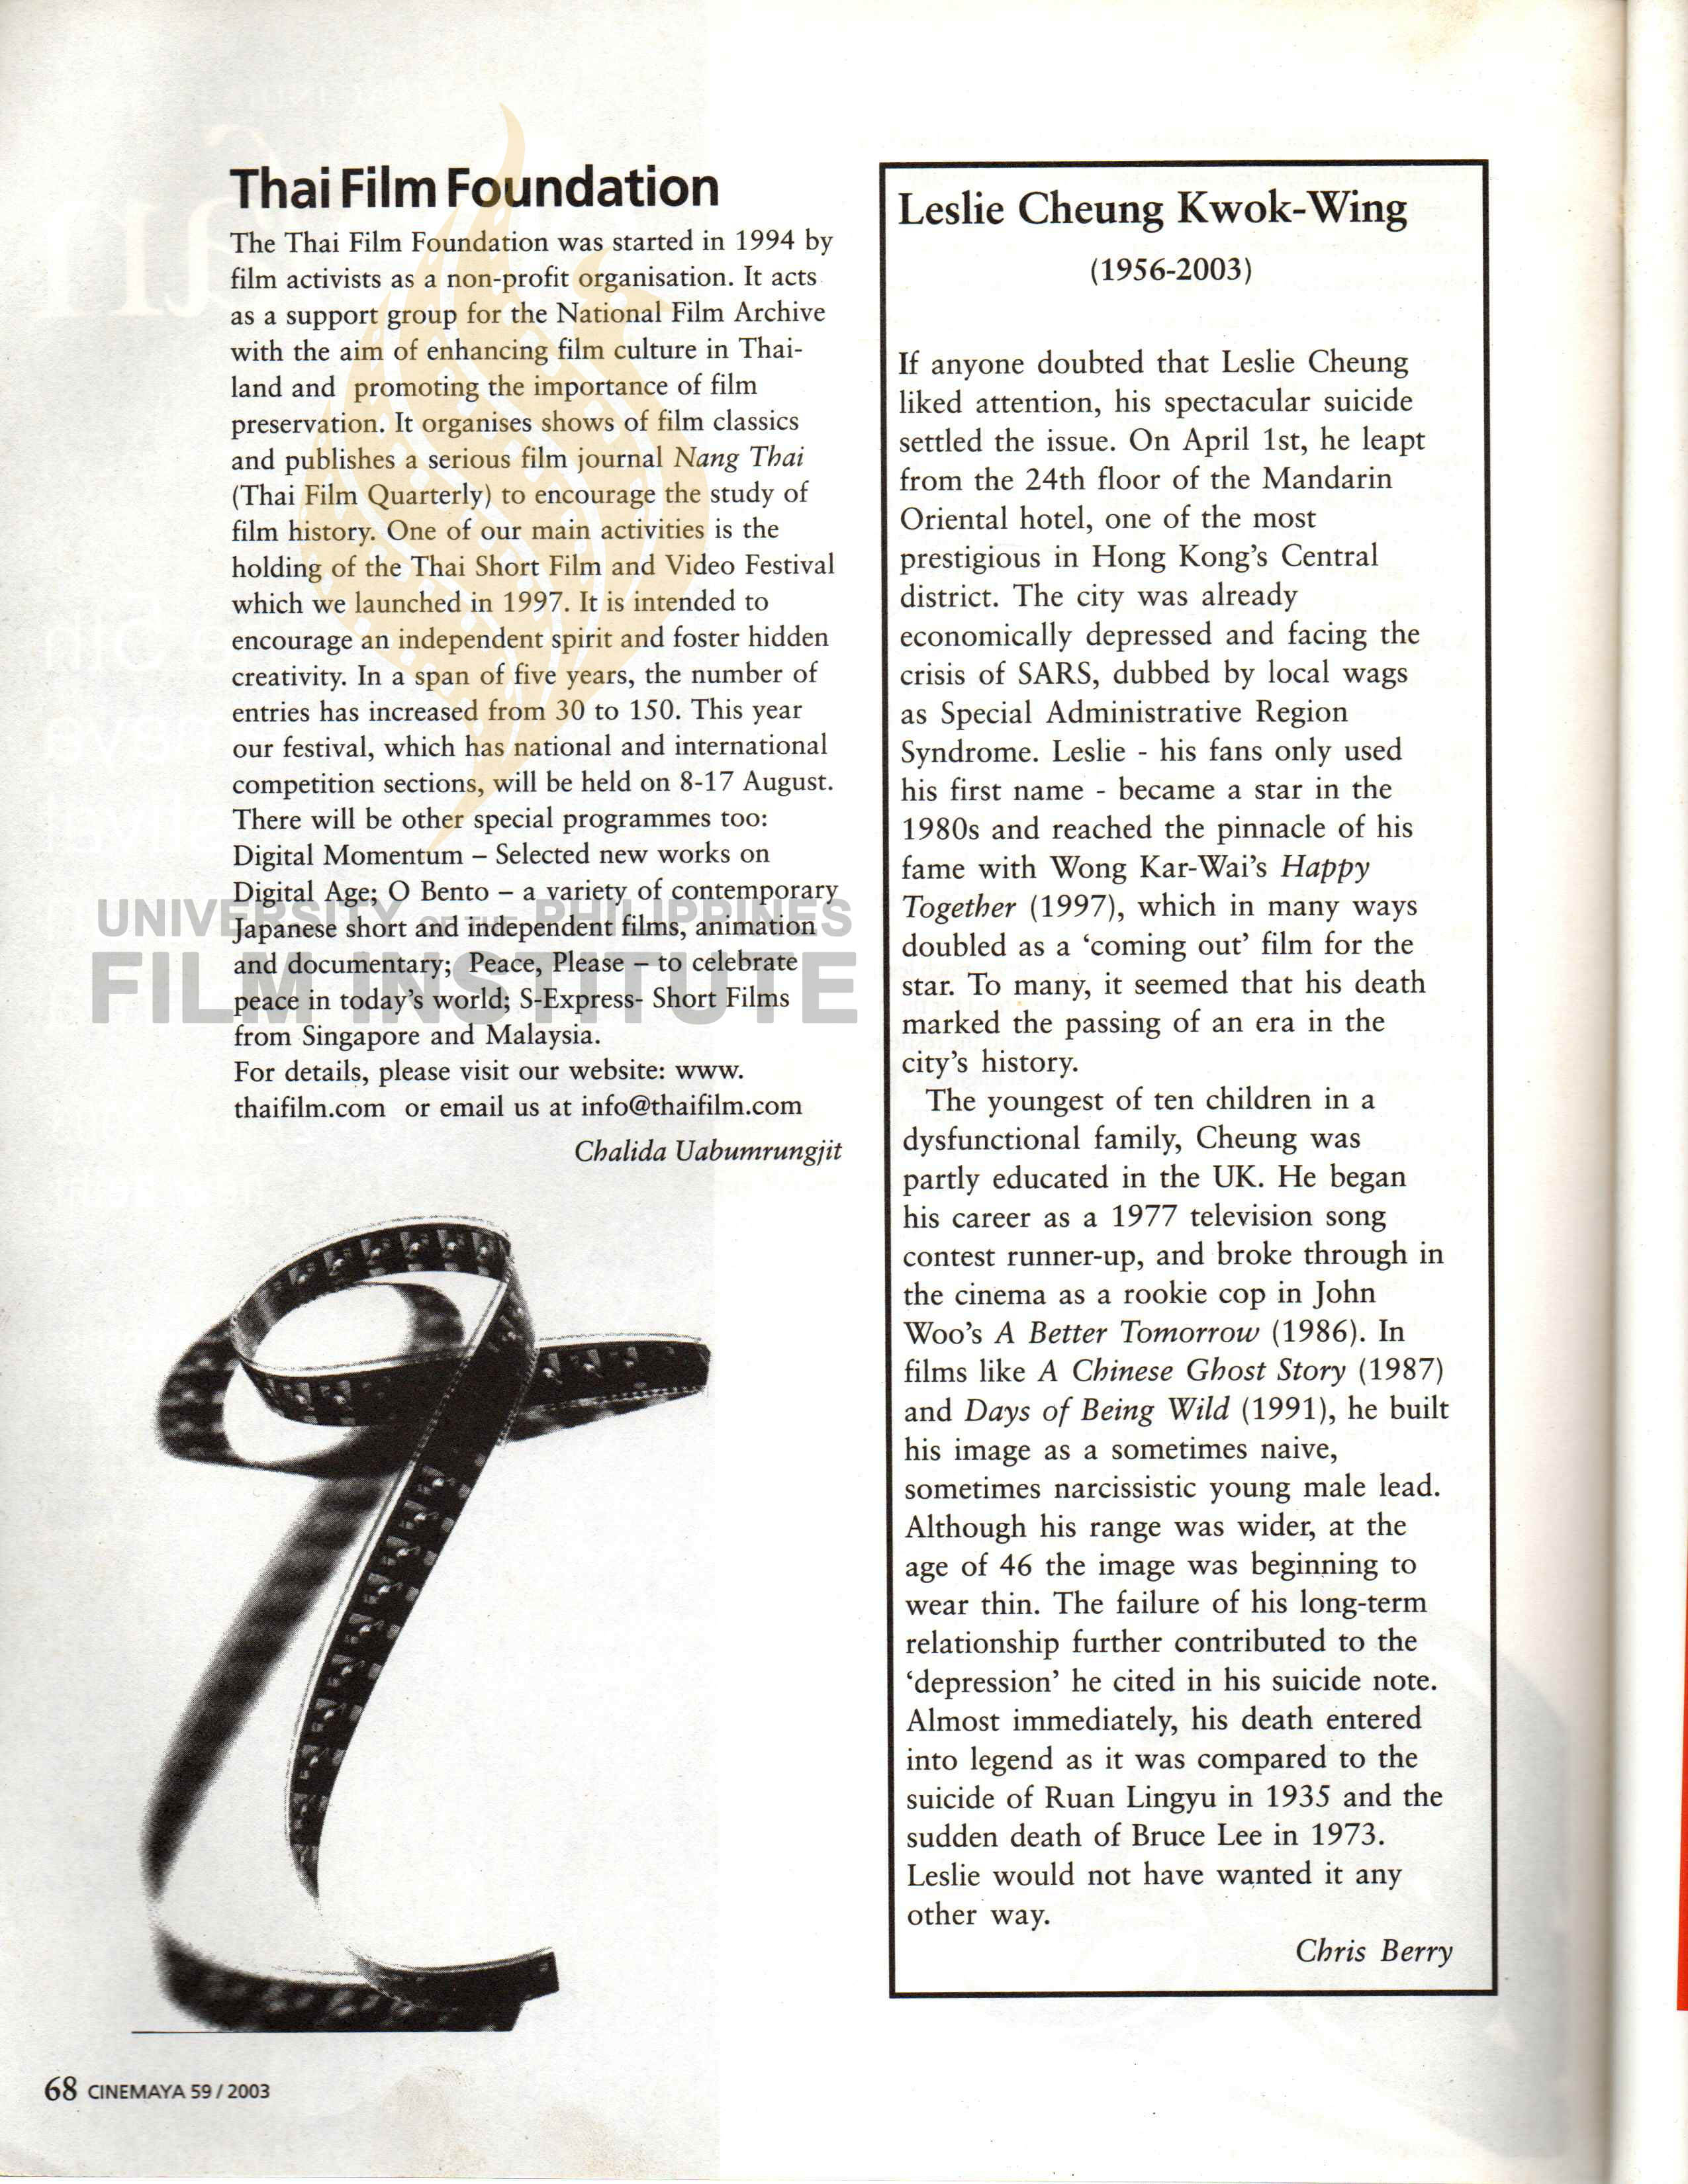 Thai Film Foundation
The Thai Film Foundation was started in 1994 by
film activists as a non-profit organisation. It acts
as a support group for the National Film Archive
with the aim of enhancing film culture in Thai-
land and promoting the importance of film
preservation. It organises shows of film classics
and publishes a serious film journal Nang Thai
(Thai Film Quarterly) to encourage the study of
film history. One of our main activities is the
holding of the Thai Short Film and Video Festival
which we launched in 1997. It is intended to
encourage an independent spirit and foster hidden
creativity. In a span of five years, the number of
entries has increased from 30 to 150. This year
our festival, which has national and international
competition sections, will be held on 8-17 August.
There will be other special programmes too:
Digital Momentum – Selected new works on
Digital Age; O Bento – a variety of contemporary
Japanese short and independent films, animation
and documentary; Peace, Please – to celebrate
peace in today's world; S-Express- Short Films
from Singapore and Malaysia.
For details, please visit our website: www.
thaifilm.com or email us at info@thaifilm.com
Chalida Uabumrungjit
UNIVERSITY OF THE PHILIPPINES
FILM INSTITUTE
Leslie Cheung Kwok-Wing
(1956-2003)
If anyone doubted that Leslie Cheung
liked attention, his spectacular suicide
settled the issue. On April 1st, he leapt
from the 24th floor of the Mandarin
Oriental hotel, one of the most
prestigious in Hong Kong's Central
district. The city was already
economically depressed and facing the
crisis of SARS, dubbed by local wags
as Special Administrative Region
Syndrome. Leslie - his fans only used
his first name - became a star in the
1980s and reached the pinnacle of his
fame with Wong Kar-Wai's Happy
Together (1997), which in many ways
doubled as a 'coming out' film for the
star. To many, it seemed that his death
marked the passing of an era in the
city's history.
The youngest of ten children in a
dysfunctional family, Cheung was
partly educated in the UK. He began
his career as a 1977 television song
contest runner-up, and broke through in
the cinema as a rookie cop in John
Woo's A Better Tomorrow (1986). In
films like A Chinese Ghost Story (1987)
and Days of Being Wild (1991), he built
his image as a sometimes naive,
sometimes narcissistic young male lead.
Although his range was wider, at the
age of 46 the image was beginning to
wear thin. The failure of his long-term
relationship further contributed to the
'depression' he cited in his suicide note.
Almost immediately, his death entered
into legend as it was compared to the
suicide of Ruan Lingyu in 1935 and the
sudden death of Bruce Lee in 1973.
Leslie would not have wanted it any
other way.
Chris Berry
68 CINEMAYA 59 / 2003